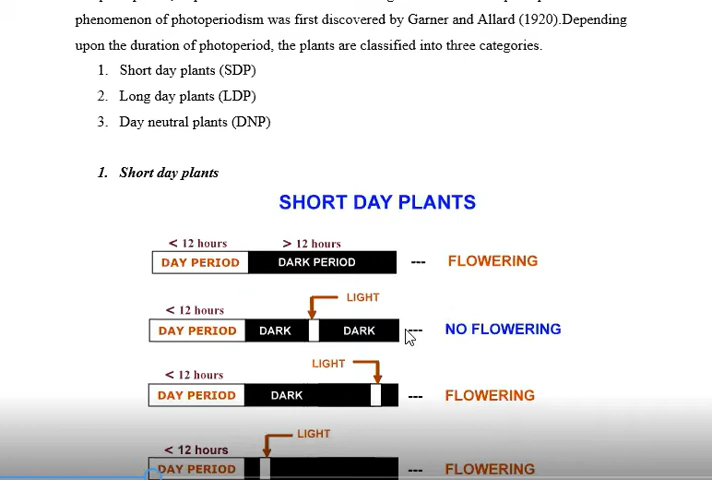 phenomenon of photoperiodism was first discovered by Garner and Allard (1920).Depending
upon the duration of photoperiod, the plants are classified into three categories.
1. Short day plants (SDP)
2. Long day plants (LDP)
3. Day neutral plants (DNP)
1. Short day plants
SHORT DAY PLANTS
< 12 hours > 12 hours
DAY PERIOD DARK PERIOD --- FLOWERING
LIGHT
< 12 hours
DAY PERIOD DARK DARK --- NO FLOWERING
LIGHT
< 12 hours
DAY PERIOD DARK --- FLOWERING
LIGHT
< 12 hours
DAY PERIOD --- FLOWERING